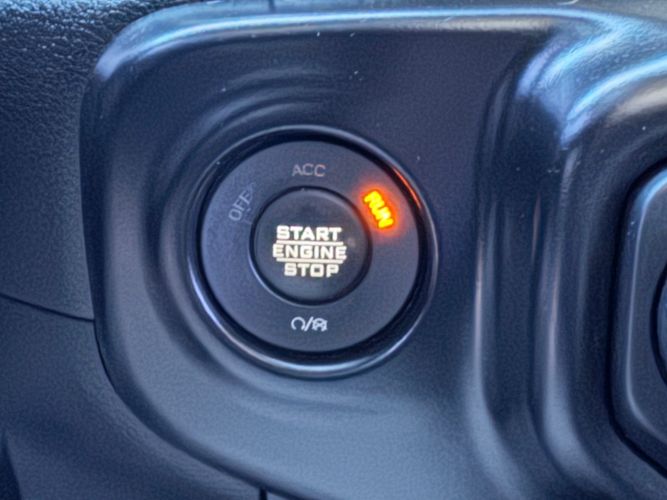 ACC
OFF
RUN
START
ENGINE
STOP